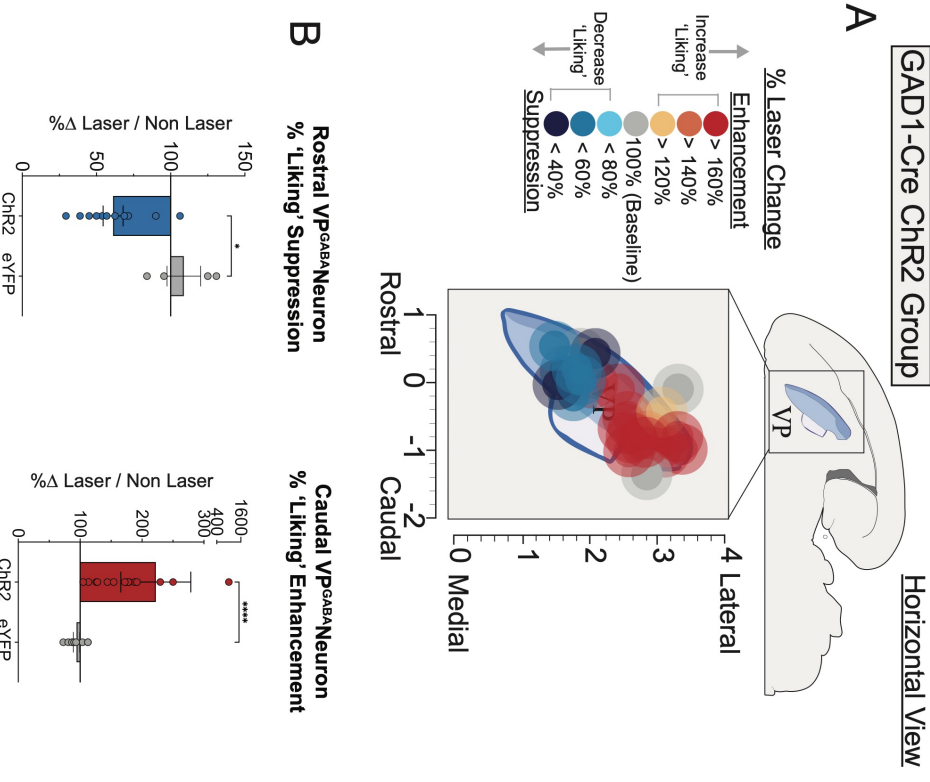 A
GAD1-Cre ChR2 Group
Horizontal View
% Laser Change
Enhancement
> 160%
> 140%
> 120%
100% (Baseline)
< 80%
< 60%
< 40%
Suppression
Increase
‘Liking’
Decrease
‘Liking’
VP
VP
4 Lateral
3
2
1
0 Medial
1
0
-1
-2
Rostral
Caudal
B
Rostral VPᴳᴬᴮᴬNeuron
% ‘Liking’ Suppression
%Δ Laser / Non Laser
150
100
50
0
ChR2
eYFP
*
Caudal VPᴳᴬᴮᴬNeuron
% ‘Liking’ Enhancement
%Δ Laser / Non Laser
1600
400
300
200
100
0
ChR2
eYFP
****